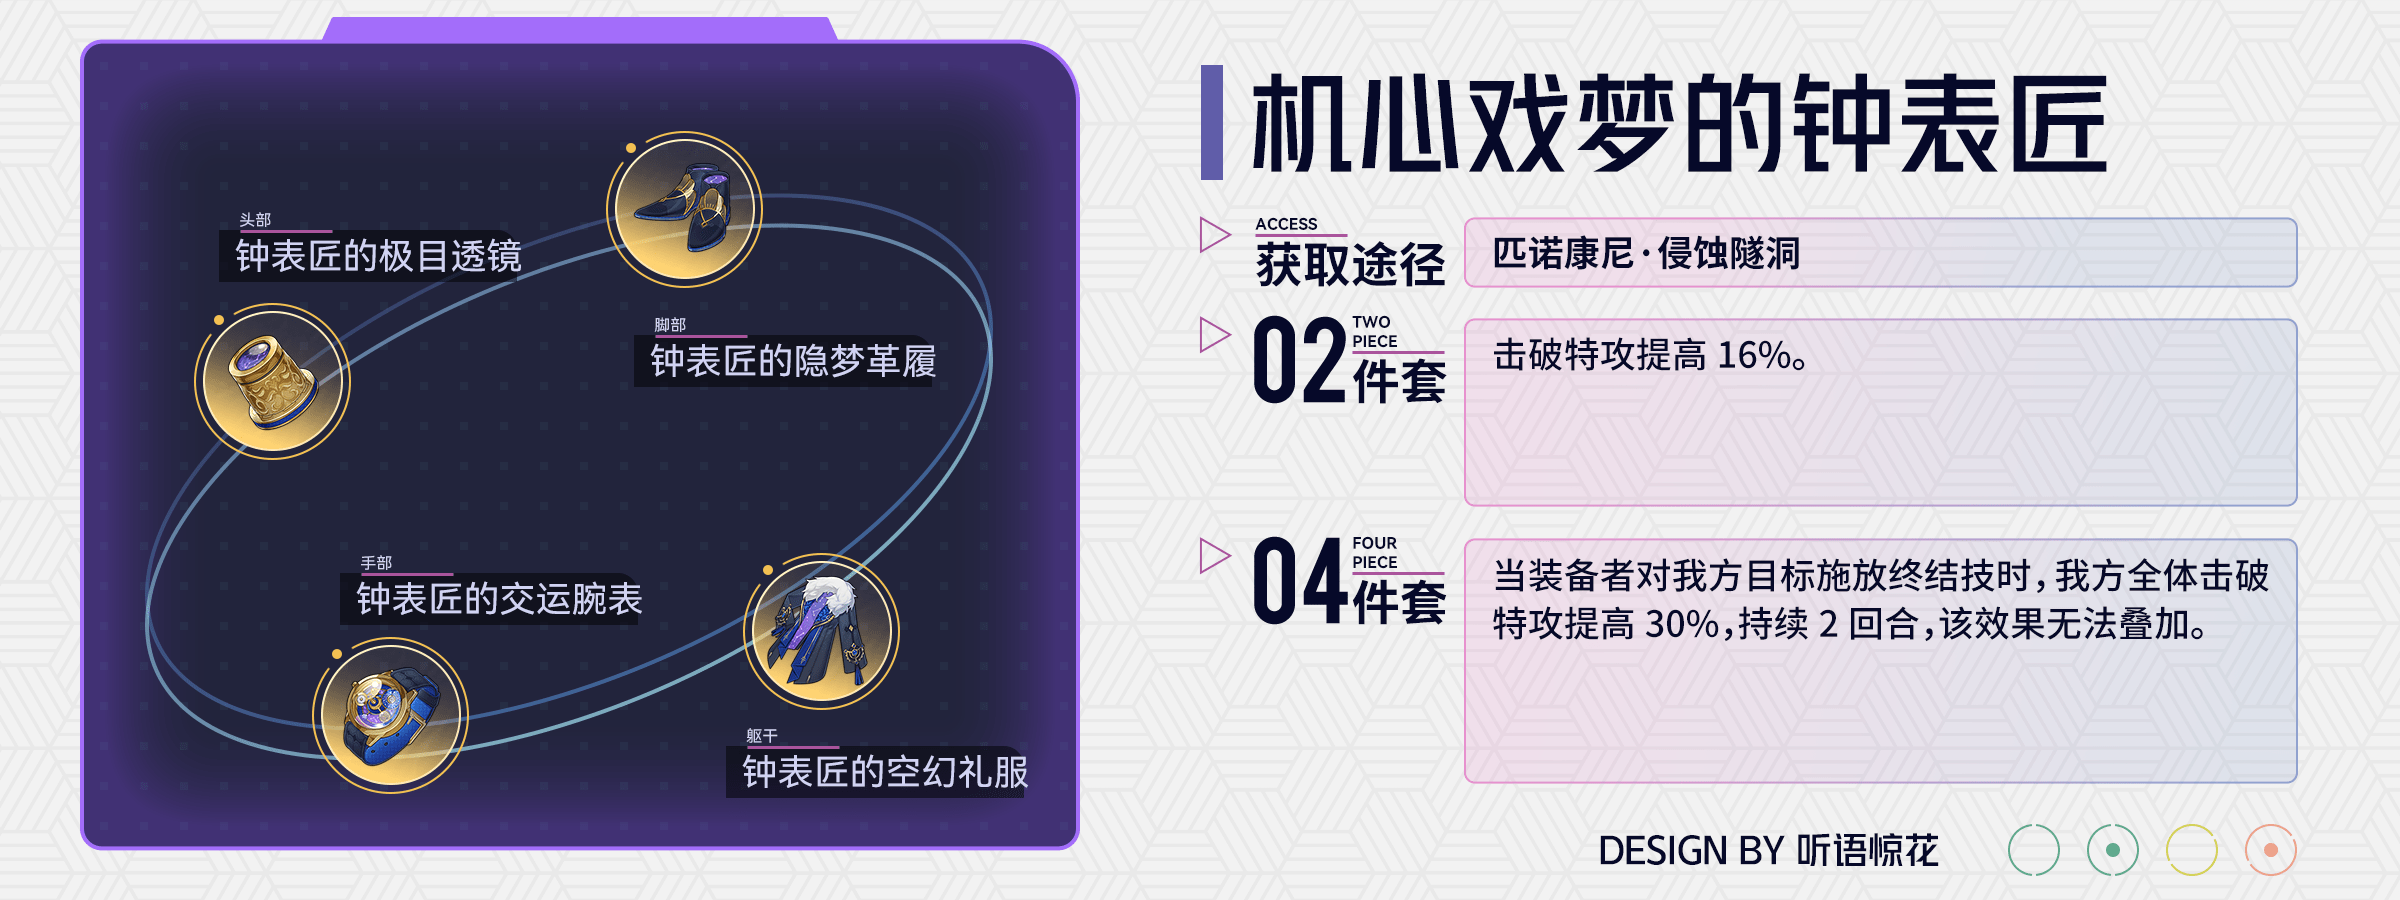 头部
钟表匠的极目透镜
脚部
钟表匠的隐梦革履
手部
钟表匠的交运腕表
躯干
钟表匠的空幻礼服
机心戏梦的钟表匠
ACCESS
获取途径
匹诺康尼·侵蚀隧洞
02
TWO
PIECE
件套
击破特攻提高 16%。
04
FOUR
PIECE
件套
当装备者对我方目标施放终结技时，我方全体击破
特攻提高 30%，持续 2 回合，该效果无法叠加。
DESIGN BY 听语惊花